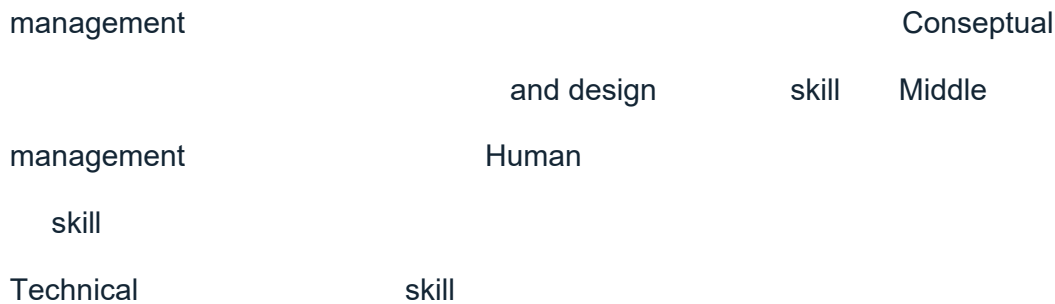 management Conseptual
and design skill Middle
management Human
skill
Technical skill